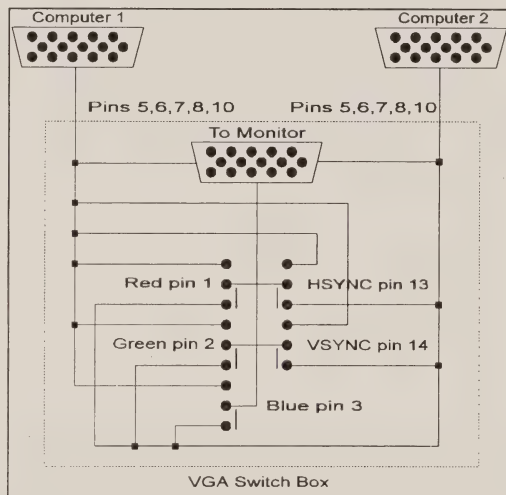 Computer 1
Computer 2
Pins 5,6,7,8,10
Pins 5,6,7,8,10
To Monitor
Red pin 1
HSYNC pin 13
Green pin 2
VSYNC pin 14
Blue pin 3
VGA Switch Box